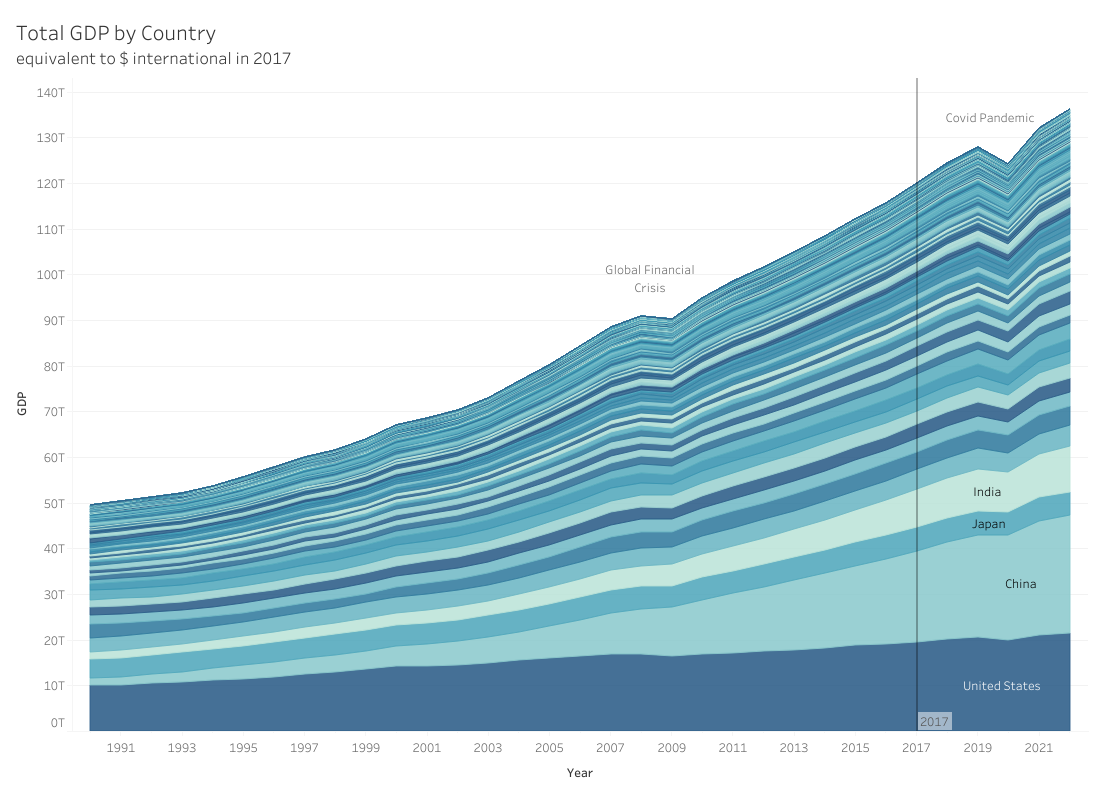 Total GDP by Country
equivalent to $ international in 2017
140T
130T
120T
110T
100T
90T
80T
70T
60T
50T
40T
30T
20T
10T
0T
GDP
Covid Pandemic
Global Financial
Crisis
India
Japan
China
United States
2017
1991
1993
1995
1997
1999
2001
2003
2005
2007
2009
2011
2013
2015
2017
2019
2021
Year